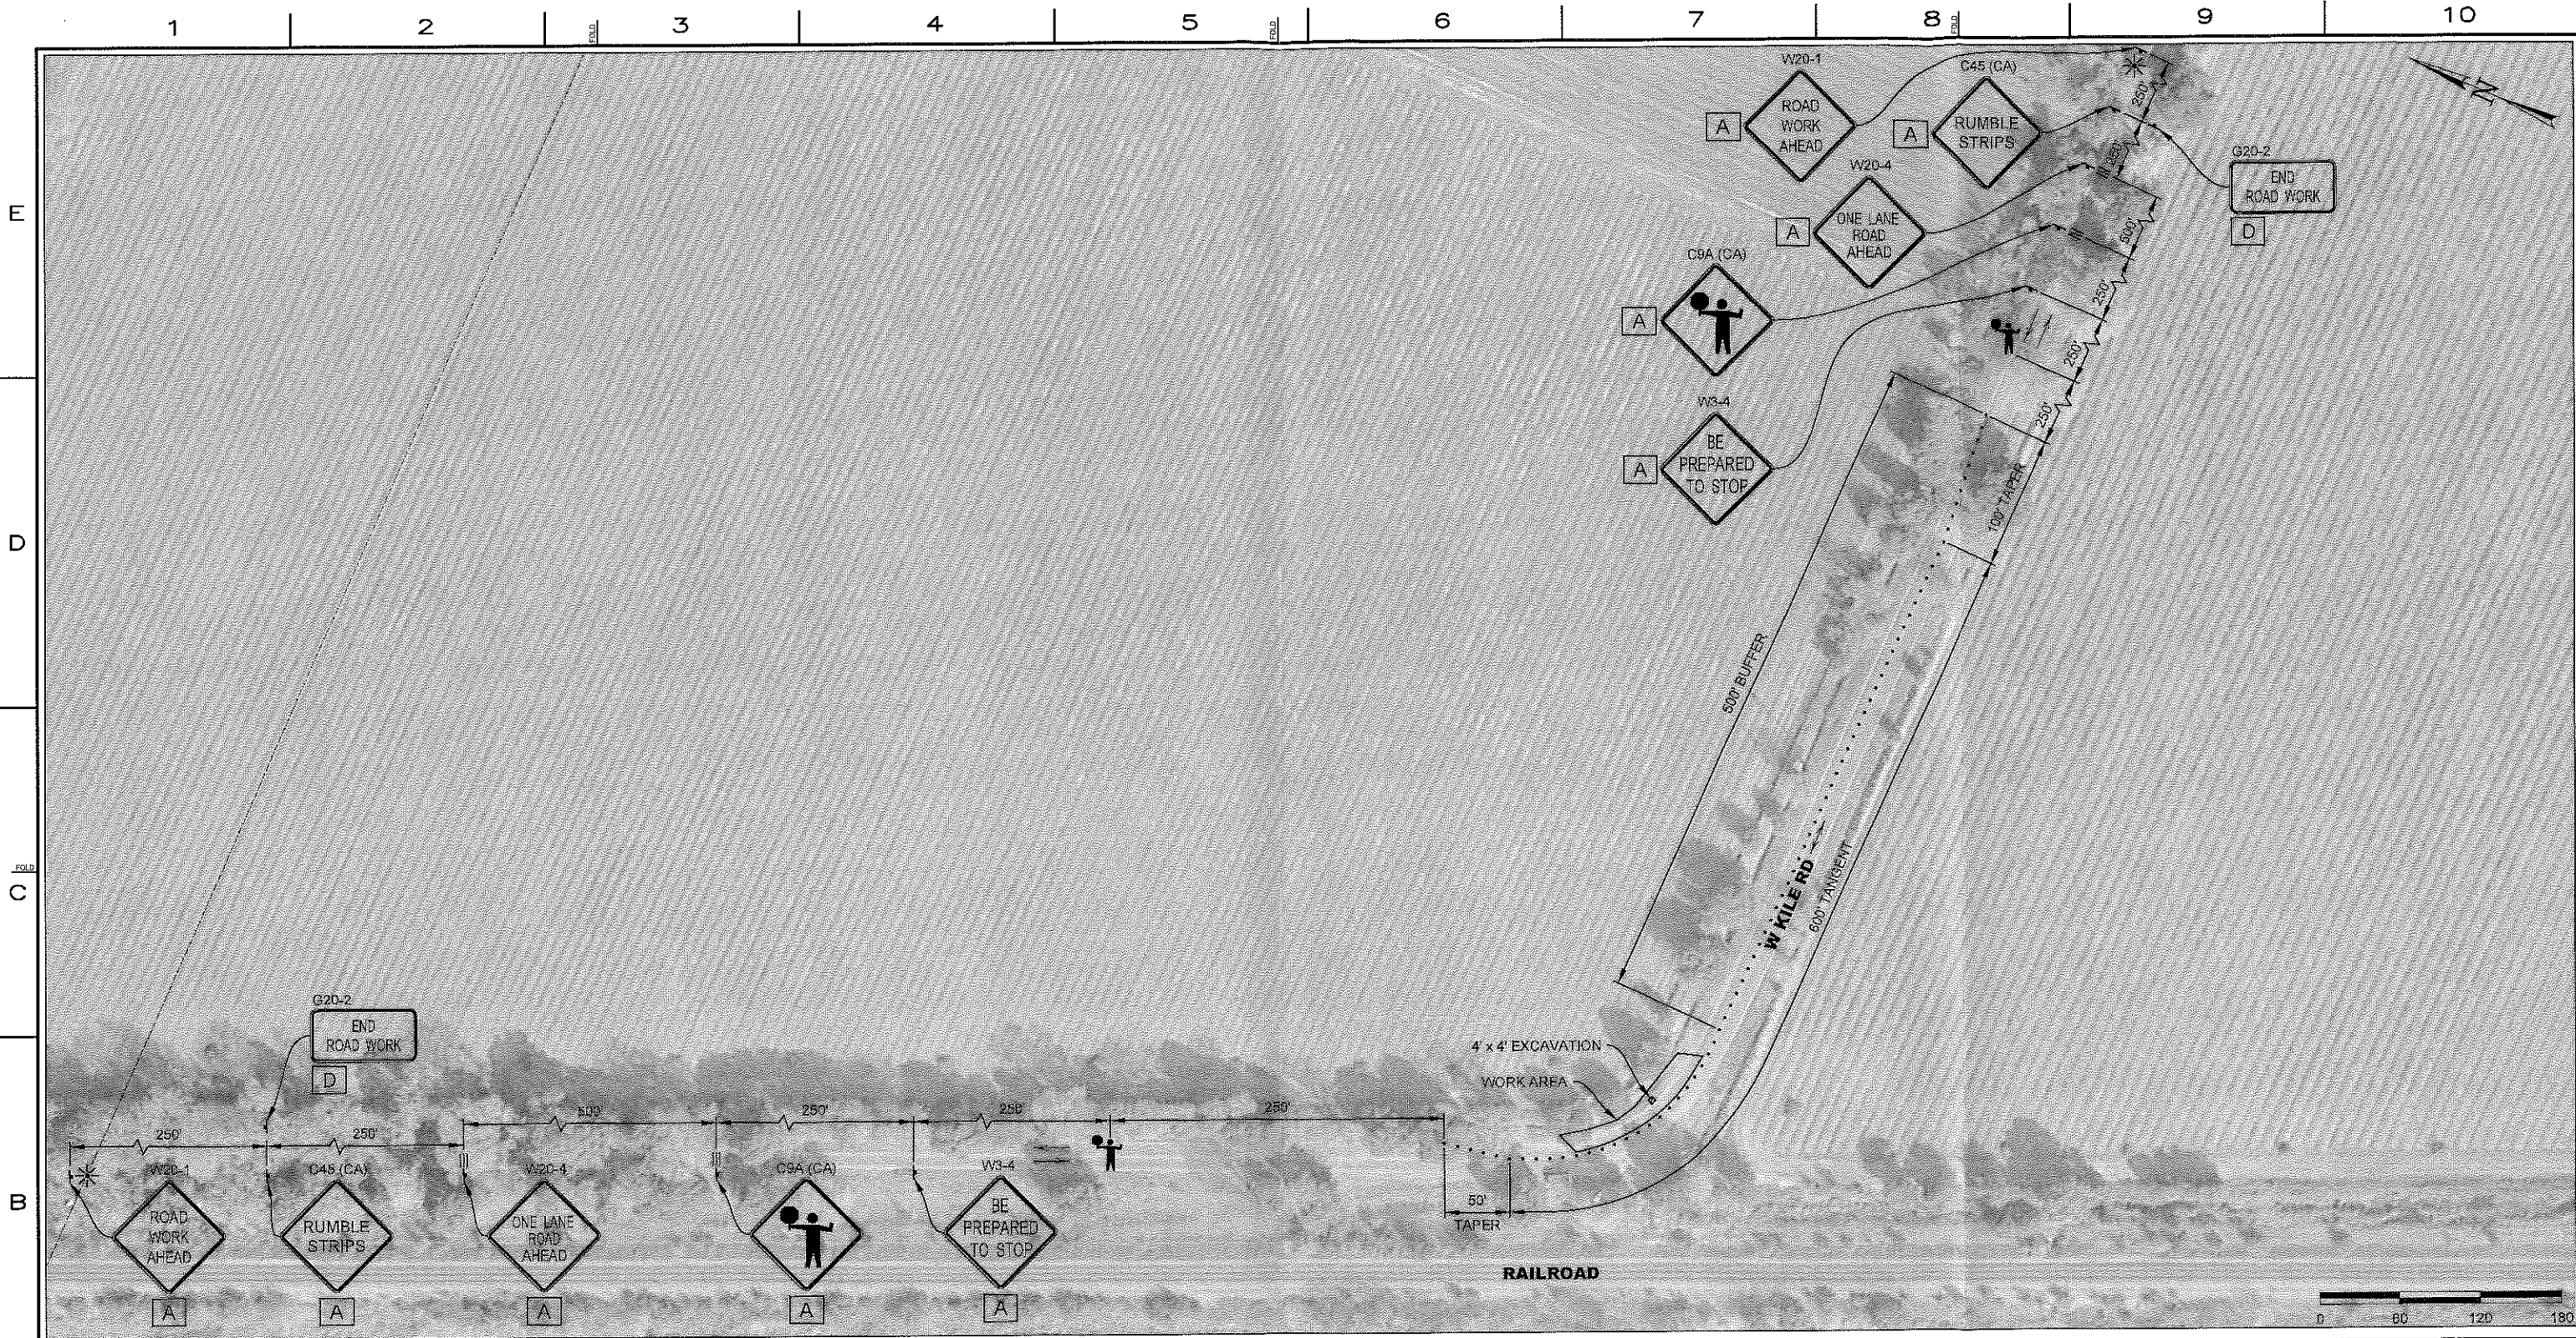 1 2 3 4 5 6 7 8 9 10
FOLD FOLD FOLD
E
D
C
B
FOLD
N
W20-1
ROAD
WORK
AHEAD
A
C45 (CA)
RUMBLE
STRIPS
A
W20-4
ONE LANE
ROAD
AHEAD
A
C9A (CA)
A
W3-4
BE
PREPARED
TO STOP
A
G20-2
END
ROAD WORK
D
250'
250'
500'
250'
250'
250'
100' TAPER
500' BUFFER
W KILE RD
600' TANGENT
4' x 4' EXCAVATION
WORK AREA
G20-2
END
ROAD WORK
D
250' 250' 500' 250' 250' 250'
W20-1
ROAD
WORK
AHEAD
A
C45 (CA)
RUMBLE
STRIPS
A
W20-4
ONE LANE
ROAD
AHEAD
A
C9A (CA)
A
W3-4
BE
PREPARED
TO STOP
A
50'
TAPER
RAILROAD
0 60 120 180